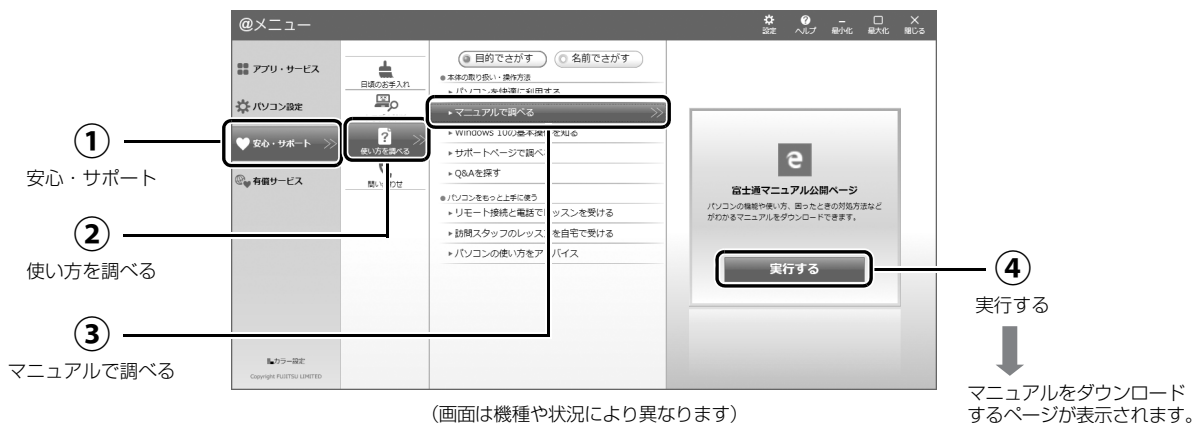 @メニュー
設定
ヘルプ
最小化
最大化
閉じる
アプリ・サービス
パソコン設定
安心・サポート
有償サービス
カラー設定
Copyright FUJITSU LIMITED
日頃のお手入れ
使い方を調べる
問い わせ
目的でさがす
名前でさがす
本体の取り扱い・操作方法
パソコンを快適に利用する
マニュアルで調べる
Windows 10の基本操 を知る
サポートページで調べ
Q&Aを探す
パソコンをもっと上手に使う
リモート接続と電話で ッスンを受ける
訪問スタッフのレッス を自宅で受ける
パソコンの使い方をア バイス
富士通マニュアル公開ページ
パソコンの機能や使い方、困ったときの対処方法など
がわかるマニュアルをダウンロードできます。
実行する
①
安心・サポート
②
使い方を調べる
③
マニュアルで調べる
④
実行する
マニュアルをダウンロード
するページが表示されます。
(画面は機種や状況により異なります)